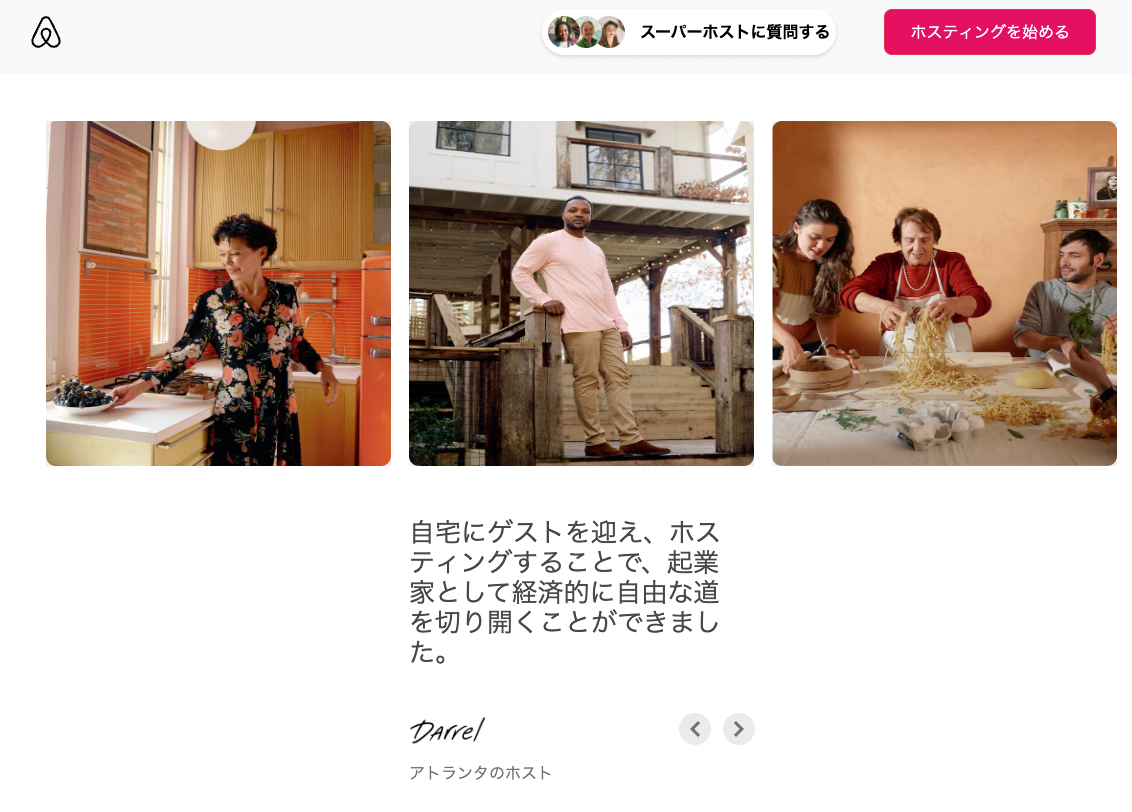 スーパーホストに質問する
ホスティングを始める
自宅にゲストを迎え、ホス
ティングすることで、起業
家として経済的に自由な道
を切り開くことができまし
た。
Darrel
アトランタのホスト